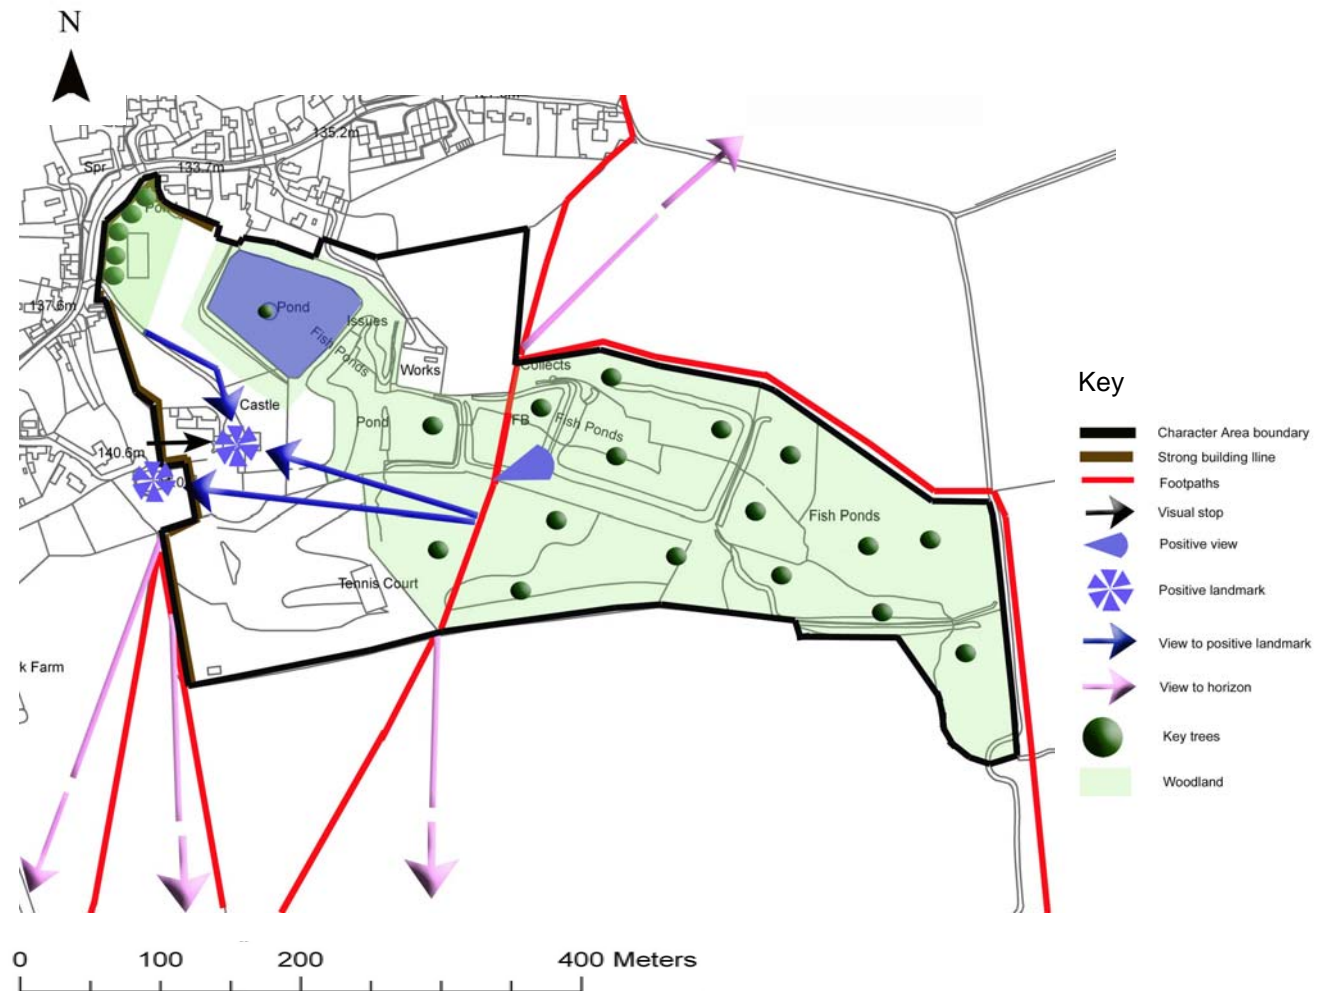 N
135.2m
Spr
133.7m
Pond
137.6m
Pond
Issues
Fish Ponds
Works
Collects
Castle
Pond
FB
Fish Ponds
140.6m
Fish Ponds
Tennis Court
k Farm
Key
Character Area boundary
Strong building lline
Footpaths
Visual stop
Positive view
Positive landmark
View to positive landmark
View to horizon
Key trees
Woodland
0 100 200 400 Meters